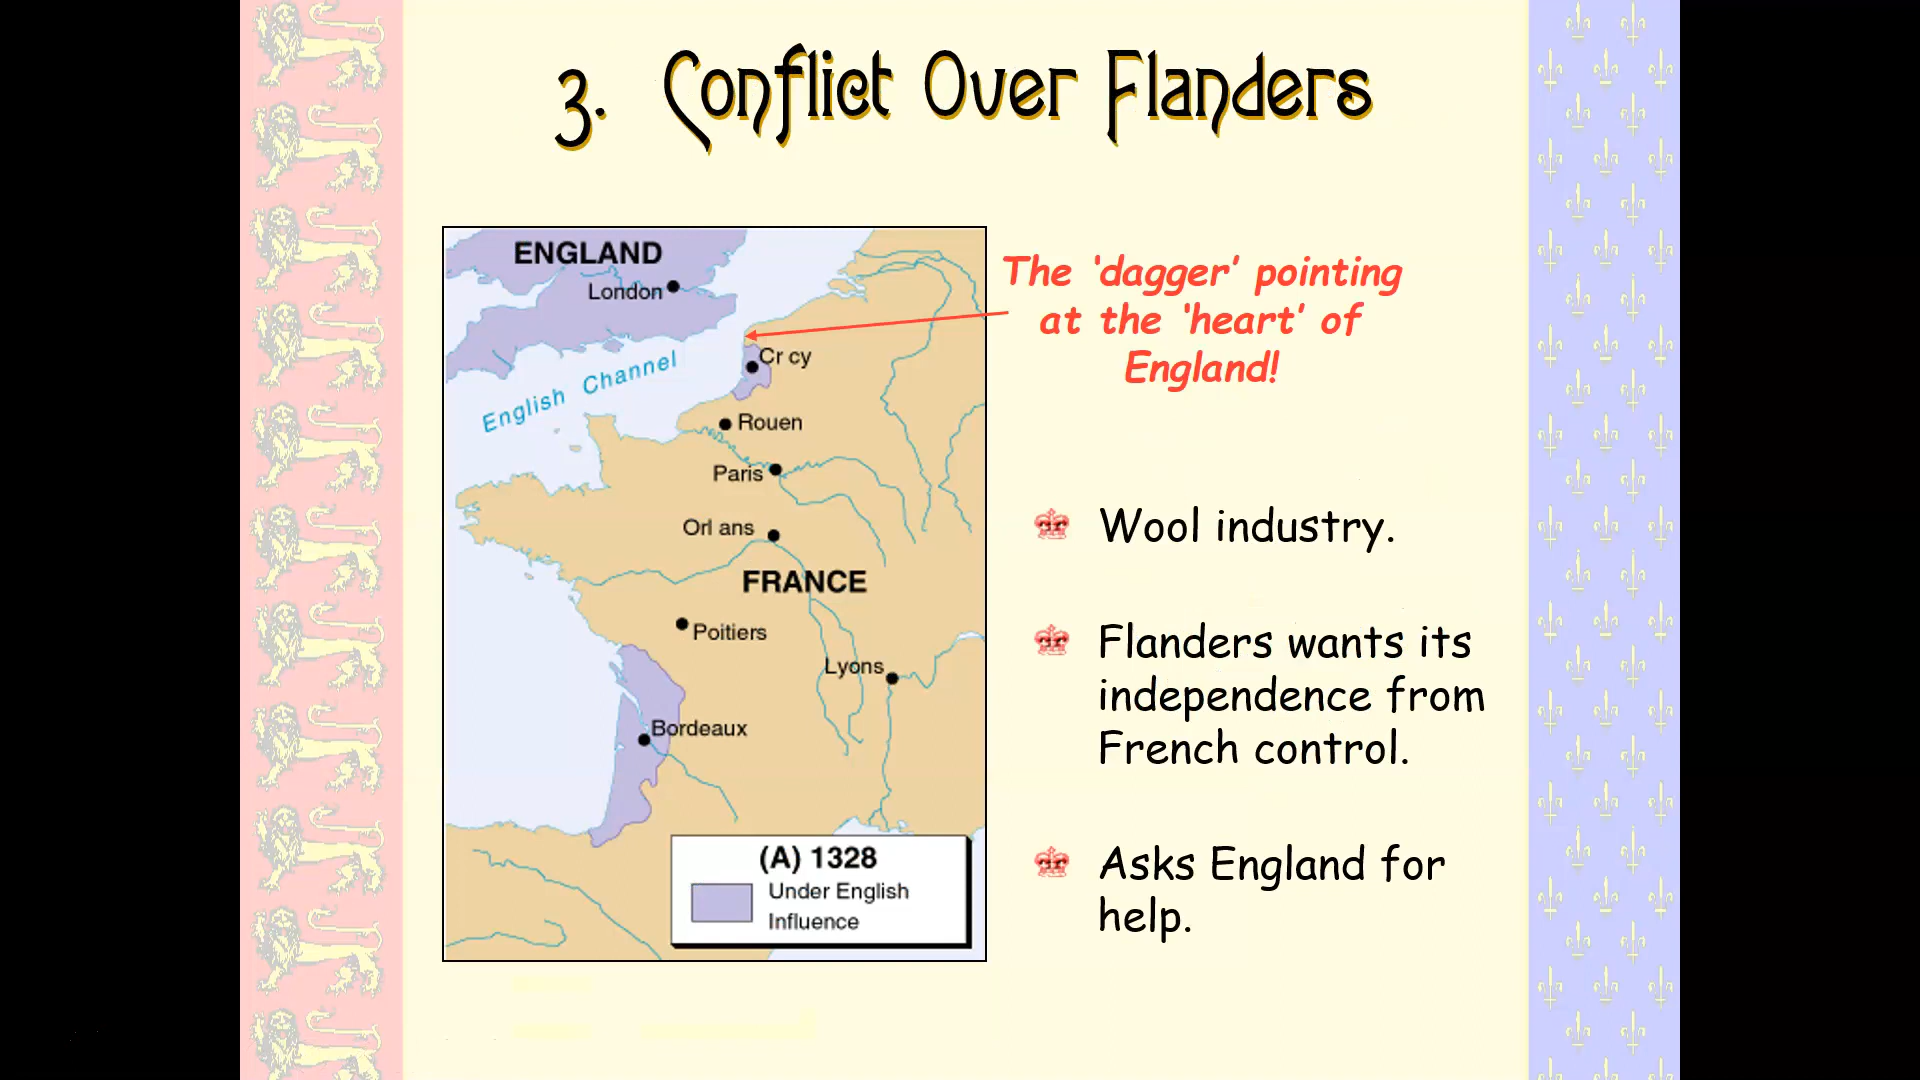 3. Conflict Over Flanders
ENGLAND
London
The ‘dagger’ pointing
at the ‘heart’ of
England!
Cr cy
English Channel
Rouen
Paris
Orl ans
FRANCE
Poitiers
Lyons
Bordeaux
(A) 1328
Under English
Influence
Wool industry.
Flanders wants its
independence from
French control.
Asks England for
help.